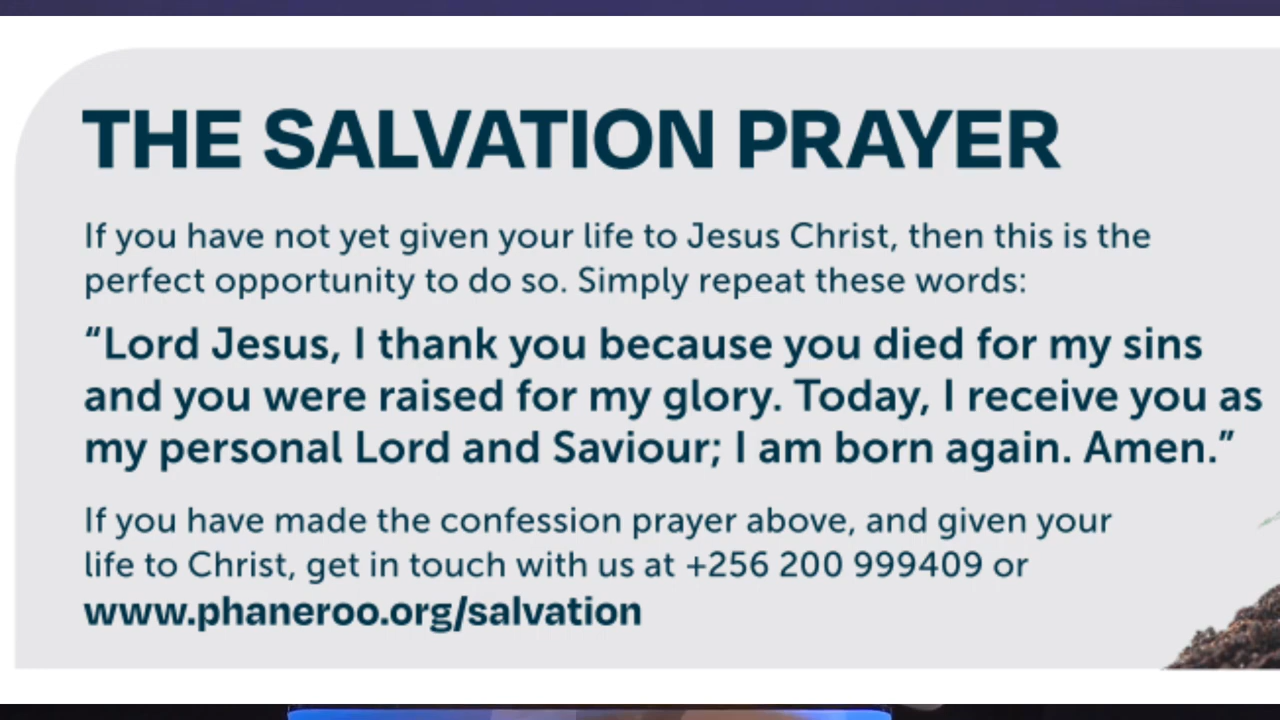 THE SALVATION PRAYER
If you have not yet given your life to Jesus Christ, then this is the
perfect opportunity to do so. Simply repeat these words:
“Lord Jesus, I thank you because you died for my sins
and you were raised for my glory. Today, I receive you as
my personal Lord and Saviour; I am born again. Amen.”
If you have made the confession prayer above, and given your
life to Christ, get in touch with us at +256 200 999409 or
www.phaneroo.org/salvation